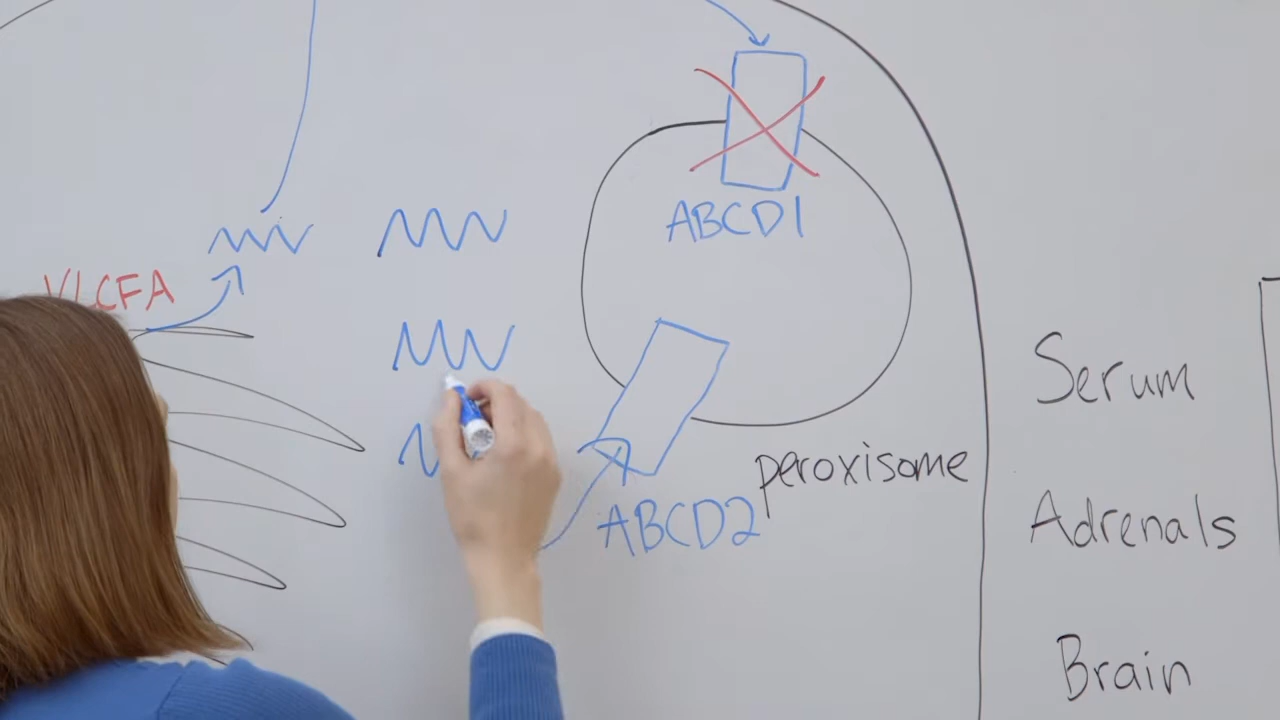 ABCD1
VLCFA
Serum
peroxisome
ABCD2
Adrenals
Brain